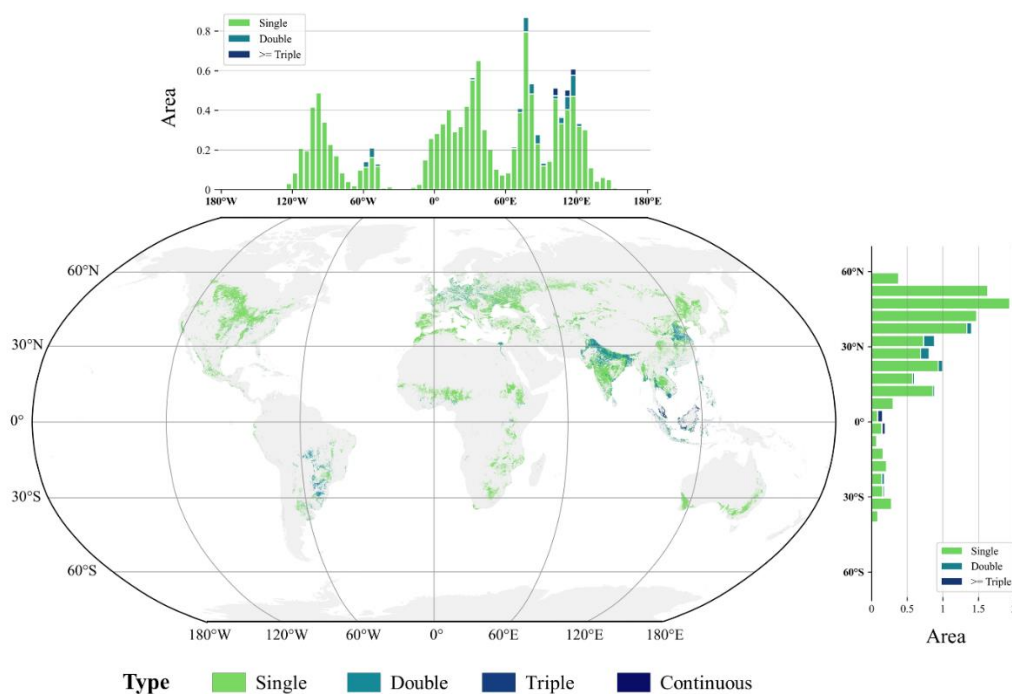 Single
Double
>= Triple
Area
0.8
0.6
0.4
0.2
0
180°W 120°W 60°W 0° 60°E 120°E 180°E
60°N
30°N
0°
30°S
60°S
180°W 120°W 60°W 0° 60°E 120°E 180°E
60°N
30°N
0°
30°S
60°S
Single
Double
>= Triple
0 0.5 1 1.5
Area
Type Single Double Triple Continuous